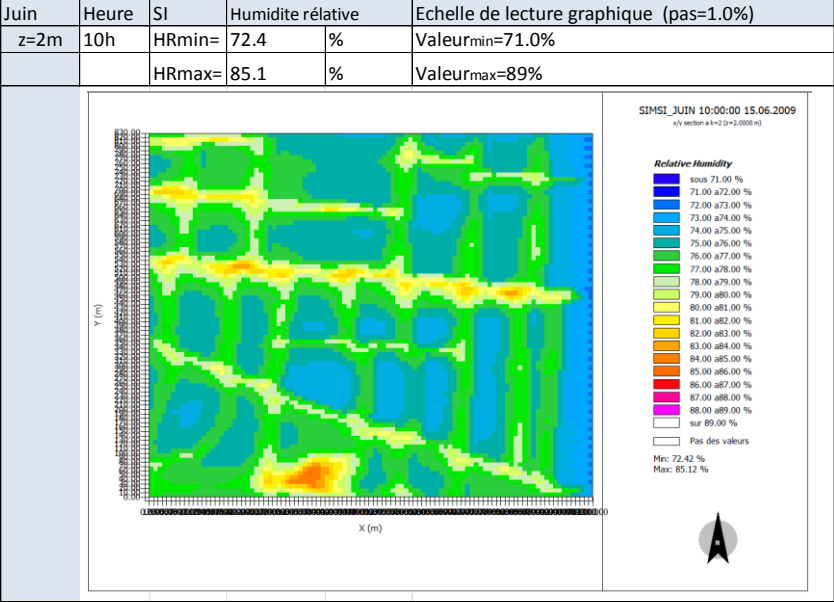 Juin Heure SI Humidite rélative Echelle de lecture graphique (pas=1.0%)
z=2m 10h HRmin= 72.4 % Valeurmin=71.0%
HRmax= 85.1 % Valeurmax=89%
SIMSI_JUIN 10:00:00 15.06.2009
x/y section a k=2 (z=2.0000 m)
Relative Humidity
sous 71.00 %
71.00 a72.00 %
72.00 a73.00 %
73.00 a74.00 %
74.00 a75.00 %
75.00 a76.00 %
76.00 a77.00 %
77.00 a78.00 %
78.00 a79.00 %
79.00 a80.00 %
80.00 a81.00 %
81.00 a82.00 %
82.00 a83.00 %
83.00 a84.00 %
84.00 a85.00 %
85.00 a86.00 %
86.00 a87.00 %
87.00 a88.00 %
88.00 a89.00 %
sur 89.00 %
Pas des valeurs
Min: 72.42 %
Max: 85.12 %
Y (m)
X (m)
N